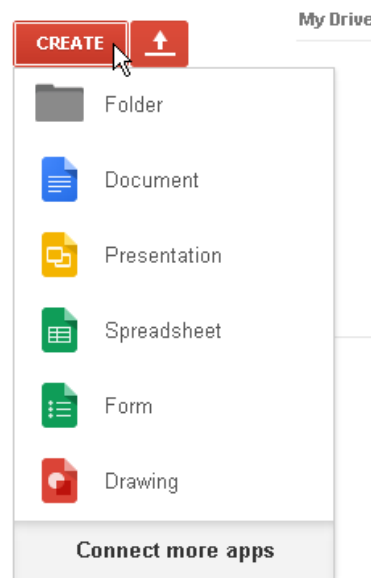 My Drive
CREATE
Folder
Document
Presentation
Spreadsheet
Form
Drawing
Connect more apps